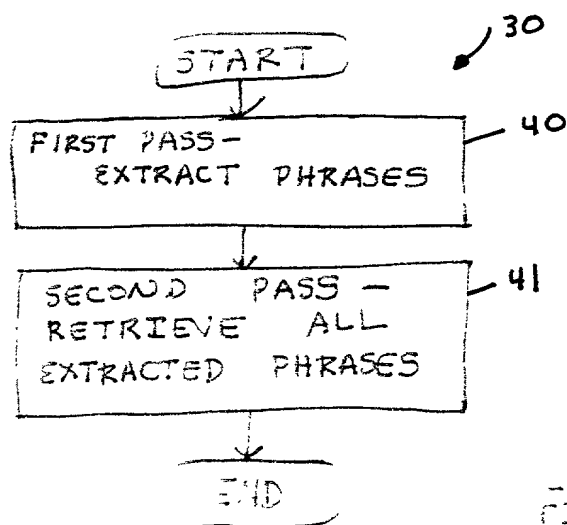 START
30
FIRST PASS-
EXTRACT PHRASES
40
SECOND PASS —
RETRIEVE ALL
EXTRACTED PHRASES
41
END